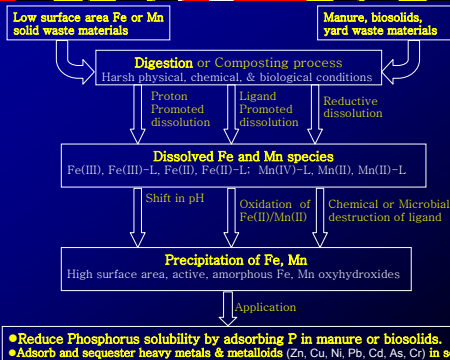 Low surface area Fe or Mn
solid waste materials
Manure, biosolids,
yard waste materials
Digestion or Composting process
Harsh physical, chemical, & biological conditions
Proton
Promoted
dissolution
Ligand
Promoted
dissolution
Reductive
dissolution
Dissolved Fe and Mn species
Fe(III), Fe(III)-L, Fe(II), Fe(II)-L; Mn(IV)-L, Mn(II), Mn(II)-L
Shift in pH
Oxidation of
Fe(II)/Mn(II)
Chemical or Microbial
destruction of ligand
Precipitation of Fe, Mn
High surface area, active, amorphous Fe, Mn oxyhydroxides
Application
●Reduce Phosphorus solubility by adsorbing P in manure or biosolids.
●Adsorb and sequester heavy metals & metalloids (Zn, Cu, Ni, Pb, Cd, As, Cr) in